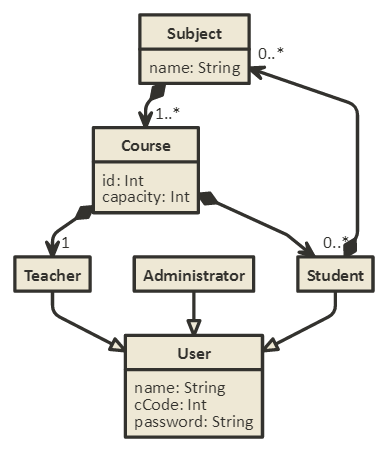 Subject
name: String
0..*
1..*
Course
id: Int
capacity: Int
1
0..*
Teacher
Administrator
Student
User
name: String
cCode: Int
password: String